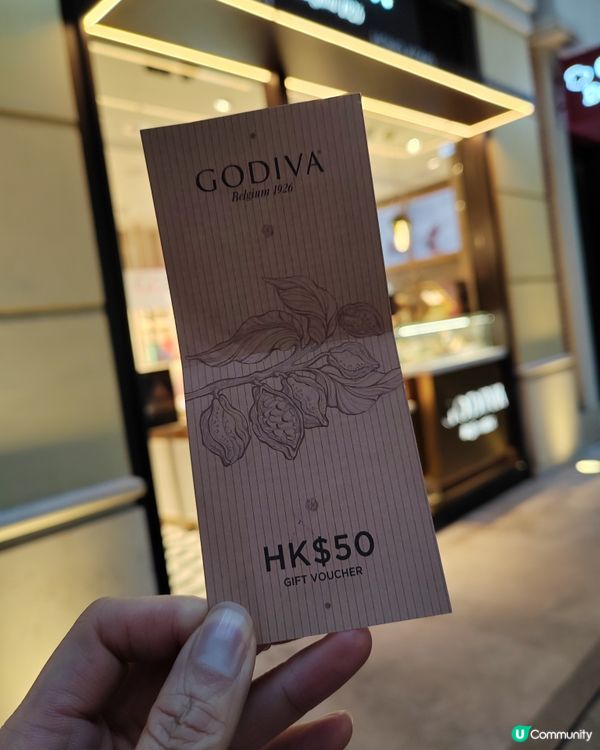 GODIVA
Belgium 1926
HK$50
GIFT VOUCHER
GODIVA
U Community